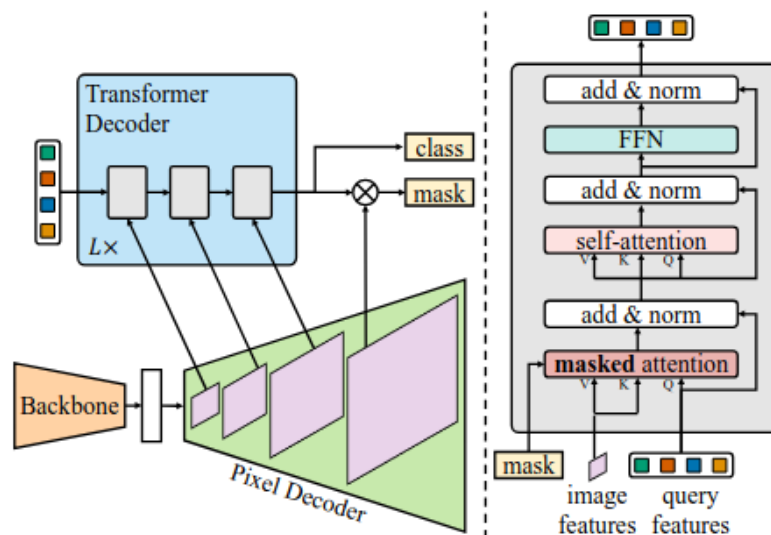 Transformer
Decoder
L×
class
mask
Backbone
Pixel Decoder
add & norm
FFN
add & norm
self-attention
V K Q
add & norm
masked attention
V K Q
mask
image
features
query
features